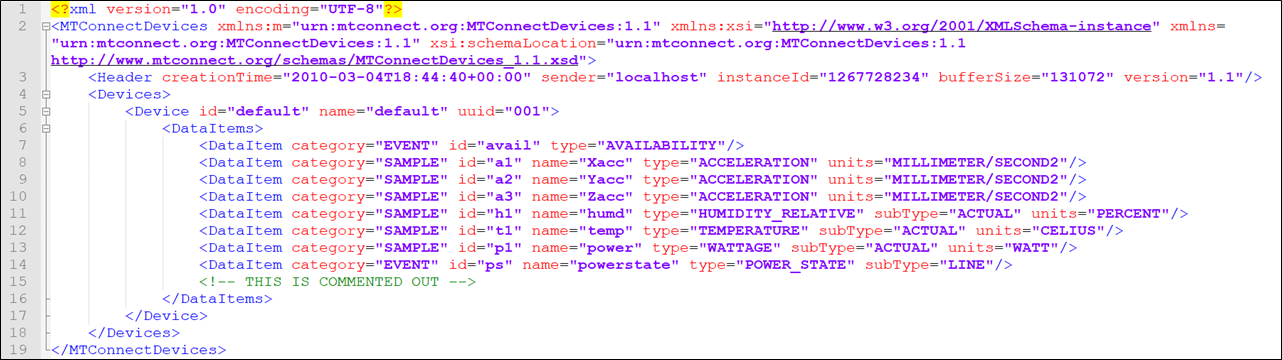 1 <?xml version="1.0" encoding="UTF-8"?>
2 <MTConnectDevices xmlns:m="urn:mtconnect.org:MTConnectDevices:1.1" xmlns:xsi="http://www.w3.org/2001/XMLSchema-instance" xmlns=
"urn:mtconnect.org:MTConnectDevices:1.1" xsi:schemaLocation="urn:mtconnect.org:MTConnectDevices:1.1
http://www.mtconnect.org/schemas/MTConnectDevices_1.1.xsd">
3 <Header creationTime="2010-03-04T18:44:40+00:00" sender="localhost" instanceId="1267728234" bufferSize="131072" version="1.1"/>
4 <Devices>
5 <Device id="default" name="default" uuid="001">
6 <DataItems>
7 <DataItem category="EVENT" id="avail" type="AVAILABILITY"/>
8 <DataItem category="SAMPLE" id="a1" name="Xacc" type="ACCELERATION" units="MILLIMETER/SECOND2"/>
9 <DataItem category="SAMPLE" id="a2" name="Yacc" type="ACCELERATION" units="MILLIMETER/SECOND2"/>
10 <DataItem category="SAMPLE" id="a3" name="Zacc" type="ACCELERATION" units="MILLIMETER/SECOND2"/>
11 <DataItem category="SAMPLE" id="h1" name="humd" type="HUMIDITY_RELATIVE" subType="ACTUAL" units="PERCENT"/>
12 <DataItem category="SAMPLE" id="t1" name="temp" type="TEMPERATURE" subType="ACTUAL" units="CELIUS"/>
13 <DataItem category="SAMPLE" id="p1" name="power" type="WATTAGE" subType="ACTUAL" units="WATT"/>
14 <DataItem category="EVENT" id="ps" name="powerstate" type="POWER_STATE" subType="LINE"/>
15 <!-- THIS IS COMMENTED OUT -->
16 </DataItems>
17 </Device>
18 </Devices>
19 </MTConnectDevices>